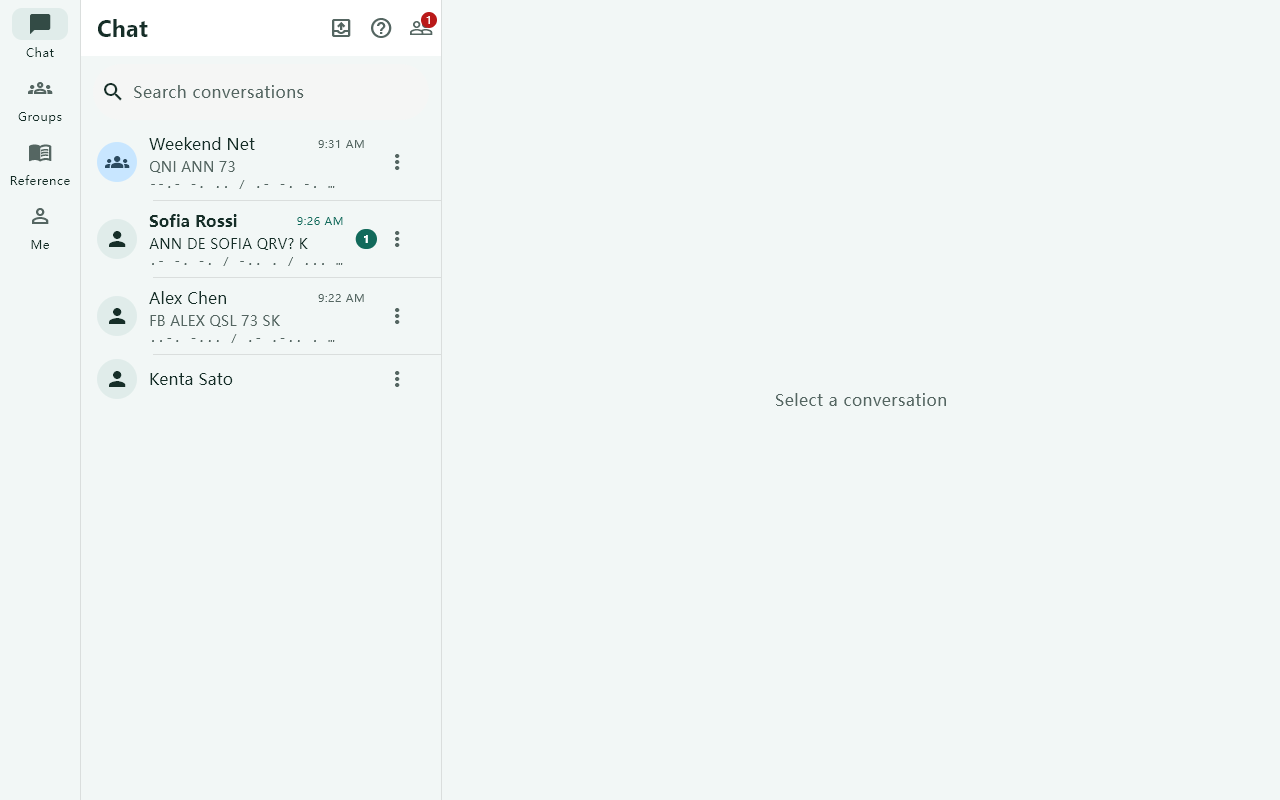 Chat
Groups
Reference
Me
Chat
1
Search conversations
Weekend Net
9:31 AM
QNI ANN 73
--.- -. .. / .- -. -. …
Sofia Rossi
9:26 AM
ANN DE SOFIA QRV? K
1
.- -. -. / -.. . / ... …
Alex Chen
9:22 AM
FB ALEX QSL 73 SK
..-. -... / .- .-.. . …
Kenta Sato
Select a conversation